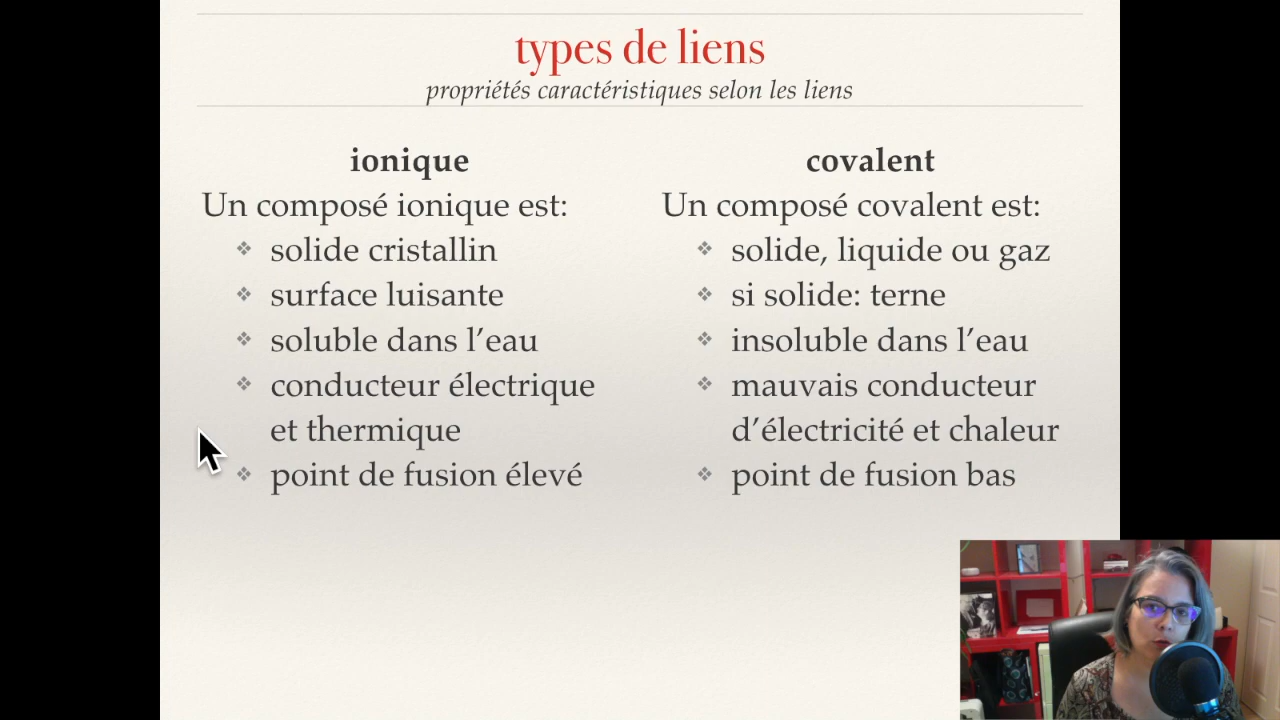 types de liens
propriétés caractéristiques selon les liens
ionique
Un composé ionique est:
solide cristallin
surface luisante
soluble dans l’eau
conducteur électrique
et thermique
point de fusion élevé
covalent
Un composé covalent est:
solide, liquide ou gaz
si solide: terne
insoluble dans l’eau
mauvais conducteur
d’électricité et chaleur
point de fusion bas